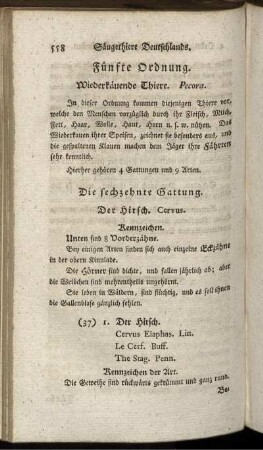 558 Säugethiere Deutschlands.
Fünfte Ordnung.
Wiederkäuende Thiere. Pecora.
In dieser Ordnung kommen diejenigen Thiere vor,
welche den Menschen vorzüglich durch ihr Fleisch, Milch,
Fett, Haar, Wolle, Haut, Horn u. s. w. nützen. Das
Wiederkauen ihrer Speisen, zeichnet sie besonders aus, und
die gespaltenen Klauen machen dem Jäger ihre Fährten
sehr kenntlich.
Hierher gehören 4 Gattungen und 9 Arten.
Die sechzehnte Gattung.
Der Hirsch. Cervus.
Kennzeichen.
Unten sind 8 Vorderzähne.
Bey einigen Arten finden sich auch einzelne Eckzähne
in der obern Kinnlade.
Die Hörner sind dichte, und fallen jährlich ab; aber
die Weibchen sind mehrentheils ungehörnt.
Sie leben in Wäldern, sind flüchtig, und es soll ihnen
die Gallenblase gänzlich fehlen.
(37) 1. Der Hirsch.
Cervus Elaphus. Lin.
Le Cerf. Buff.
The Stag. Penn.
Kennzeichen der Art.
Die Geweihe sind rückwärts gekrümmt und ganz rund.
Be-